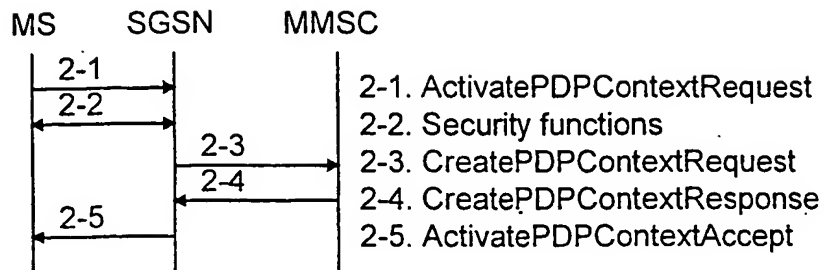 MS SGSN MMSC
2-1
2-1. ActivatePDPContextRequest
2-2
2-2. Security functions
2-3
2-3. CreatePDPContextRequest
2-4
2-4. CreatePDPContextResponse
2-5
2-5. ActivatePDPContextAccept